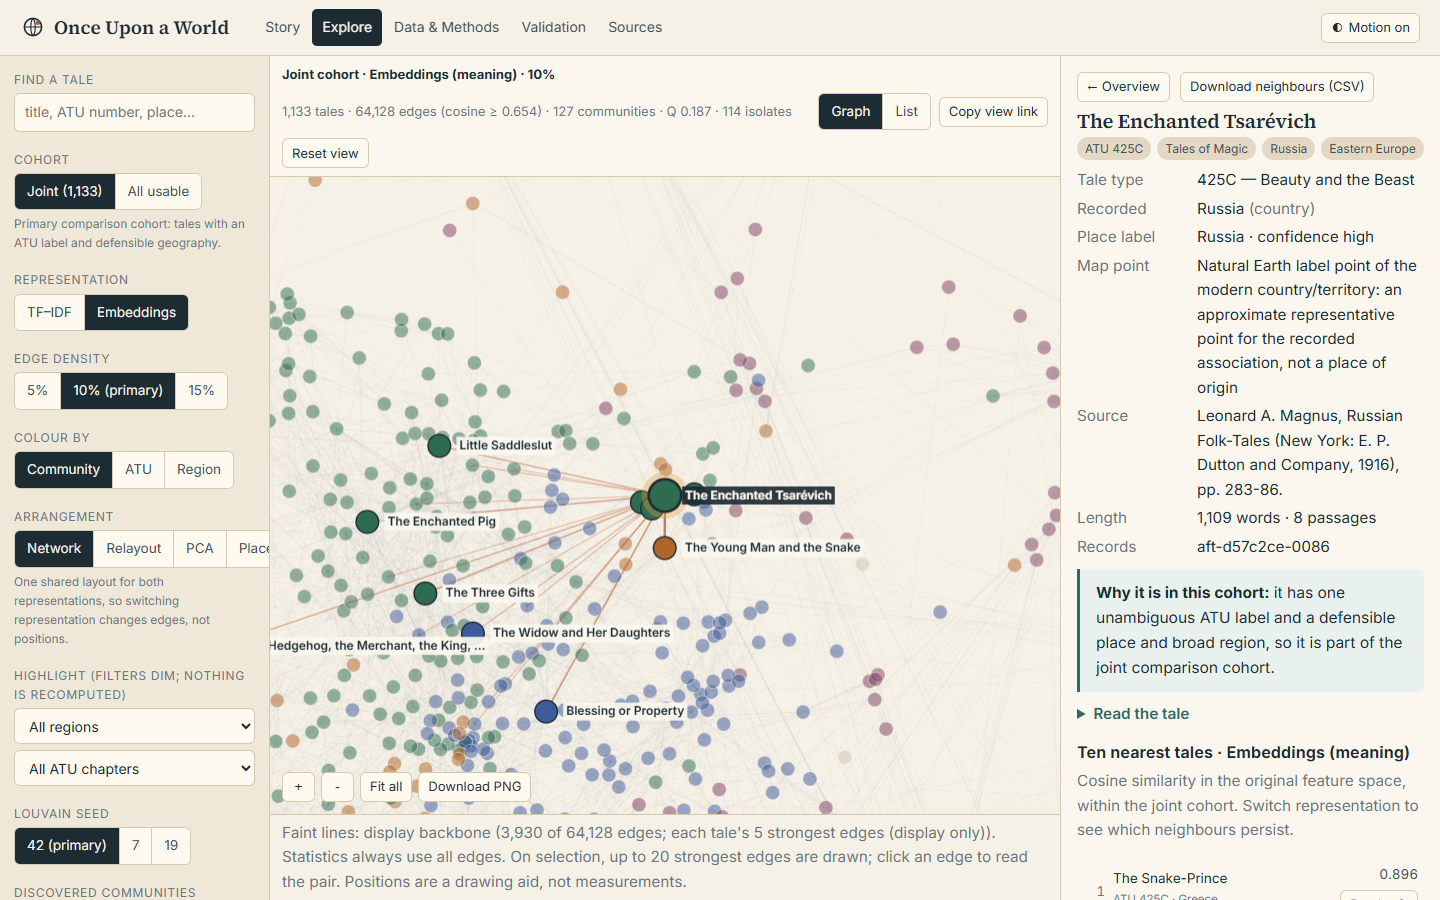 Once Upon a World
Story
Explore
Data & Methods
Validation
Sources
Motion on
FIND A TALE
title, ATU number, place...
COHORT
Joint (1,133)
All usable
Primary comparison cohort: tales with an
ATU label and defensible geography.
REPRESENTATION
TF–IDF
Embeddings
EDGE DENSITY
5%
10% (primary)
15%
COLOUR BY
Community
ATU
Region
ARRANGEMENT
Network
Relayout
PCA
Place
One shared layout for both
representations, so switching
representation changes edges, not
positions.
HIGHLIGHT (FILTERS DIM; NOTHING
IS RECOMPUTED)
All regions
All ATU chapters
LOUVAIN SEED
42 (primary)
7
19
DISCOVERED COMMUNITIES
Joint cohort · Embeddings (meaning) · 10%
1,133 tales · 64,128 edges (cosine ≥ 0.654) · 127 communities · Q 0.187 · 114 isolates
Graph
List
Copy view link
Reset view
Little Saddleslut
The Enchanted Tsarévich
The Enchanted Pig
The Young Man and the Snake
The Three Gifts
The Widow and Her Daughters
Hedgehog, the Merchant, the King, ...
Blessing or Property
+
-
Fit all
Download PNG
Faint lines: display backbone (3,930 of 64,128 edges; each tale's 5 strongest edges (display only)).
Statistics always use all edges. On selection, up to 20 strongest edges are drawn; click an edge to read
the pair. Positions are a drawing aid, not measurements.
← Overview
Download neighbours (CSV)
The Enchanted Tsarévich
ATU 425C
Tales of Magic
Russia
Eastern Europe
Tale type 425C — Beauty and the Beast
Recorded Russia (country)
Place label Russia · confidence high
Map point Natural Earth label point of the
modern country/territory: an
approximate representative
point for the recorded
association, not a place of
origin
Source Leonard A. Magnus, Russian
Folk-Tales (New York: E. P.
Dutton and Company, 1916),
pp. 283-86.
Length 1,109 words · 8 passages
Records aft-d57c2ce-0086
Why it is in this cohort: it has one
unambiguous ATU label and a defensible
place and broad region, so it is part of the
joint comparison cohort.
Read the tale
Ten nearest tales · Embeddings (meaning)
Cosine similarity in the original feature space,
within the joint cohort. Switch representation to
see which neighbours persist.
1 The Snake-Prince 0.896
ATU 425C · Greece